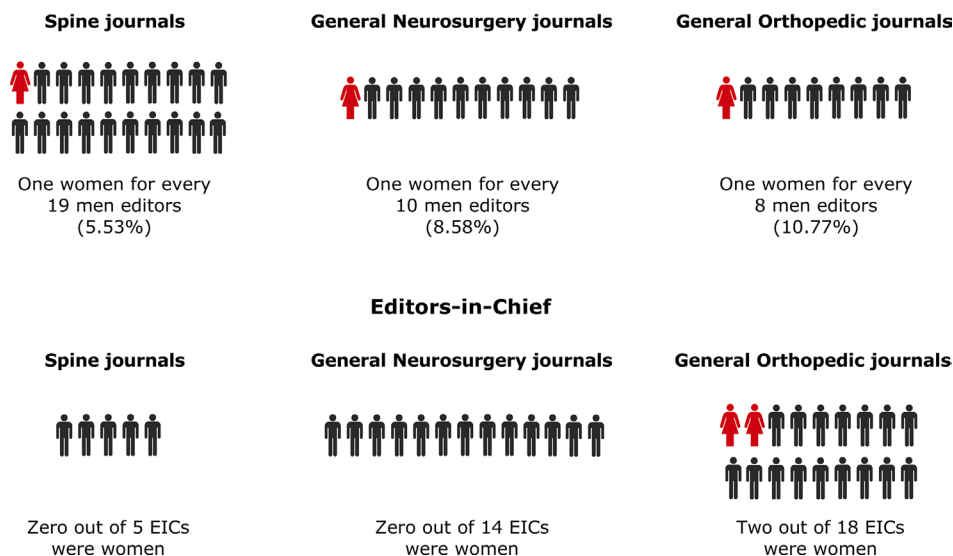 Spine journals
General Neurosurgery journals
General Orthopedic journals
One women for every
19 men editors
(5.53%)
One women for every
10 men editors
(8.58%)
One women for every
8 men editors
(10.77%)
Editors-in-Chief
Spine journals
General Neurosurgery journals
General Orthopedic journals
Zero out of 5 EICs
were women
Zero out of 14 EICs
were women
Two out of 18 EICs
were women